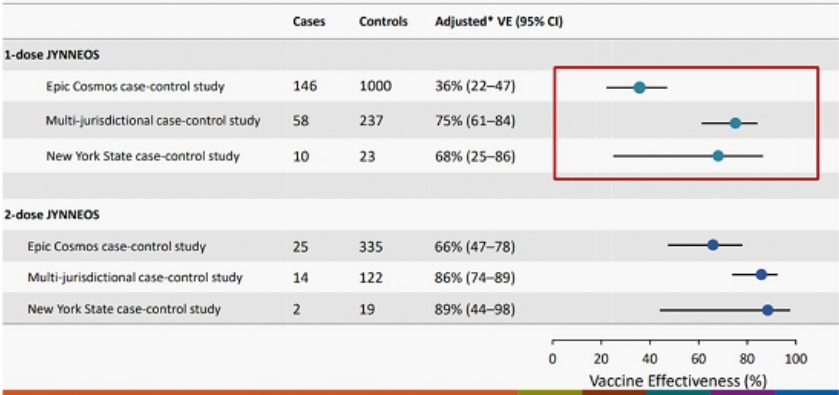 Cases Controls Adjusted* VE (95% CI)
1-dose JYNNEOS
Epic Cosmos case-control study 146 1000 36% (22–47)
Multi-jurisdictional case-control study 58 237 75% (61–84)
New York State case-control study 10 23 68% (25–86)
2-dose JYNNEOS
Epic Cosmos case-control study 25 335 66% (47–78)
Multi-jurisdictional case-control study 14 122 86% (74–89)
New York State case-control study 2 19 89% (44–98)
0 20 40 60 80 100
Vaccine Effectiveness (%)